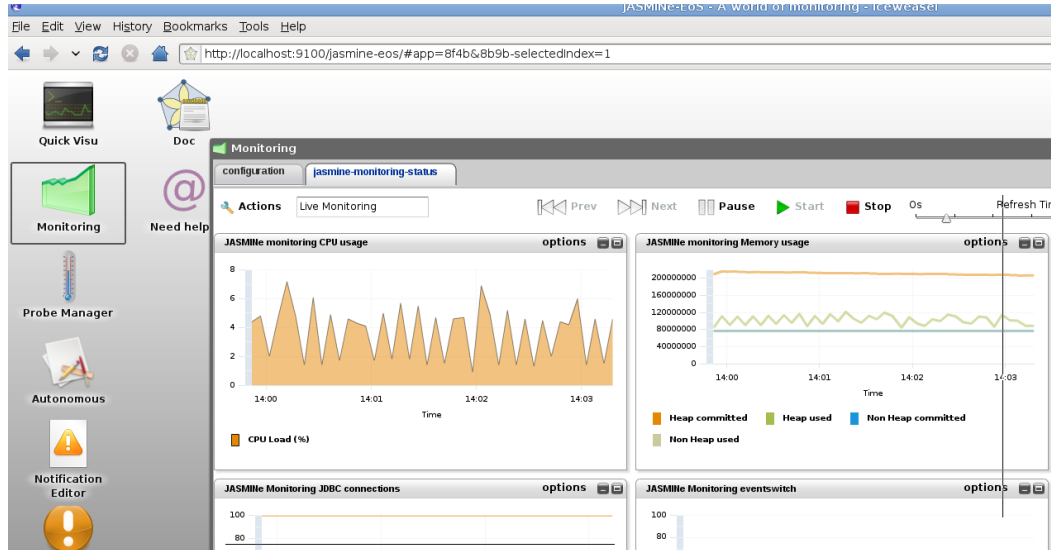 JASMINe-EoS - A world of monitoring - Iceweasel
File Edit View History Bookmarks Tools Help
http://localhost:9100/jasmine-eos/#app=8f4b&8b9b-selectedIndex=1
Quick Visu
Doc
Monitoring
configuration jasmine-monitoring-status
Actions Live Monitoring Prev Next Pause Start Stop 0s Refresh Tim
Monitoring
Need help
JASMINe monitoring CPU usage options
8
6
4
2
0
14:00 14:01 14:02 14:03
Time
CPU Load (%)
JASMINe monitoring Memory usage options
200000000
160000000
120000000
80000000
40000000
0
14:00 14:01 14:02 14:03
Time
Heap committed Heap used Non Heap committed
Non Heap used
Probe Manager
Autonomous
Notification
Editor
JASMINe Monitoring JDBC connections options
100
80
JASMINe Monitoring eventswitch options
100
80